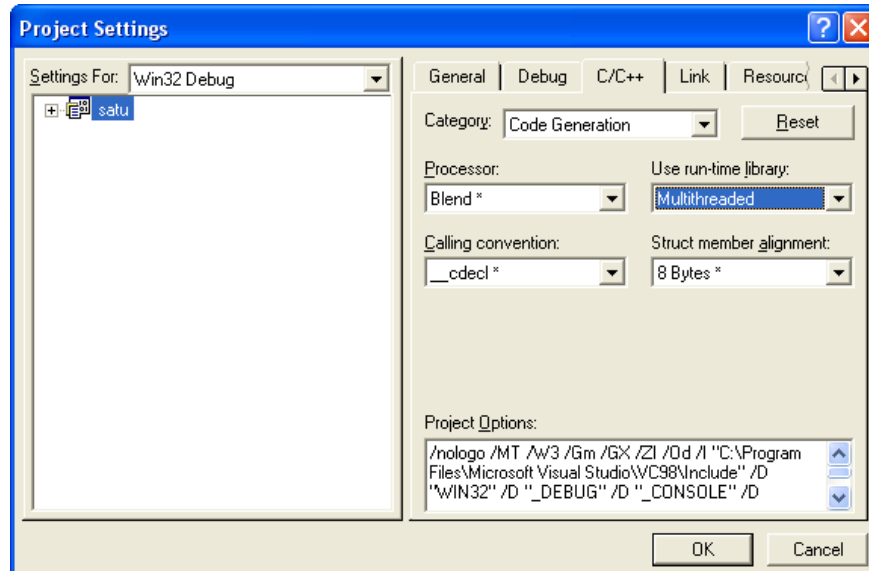 Project Settings
Settings For: Win32 Debug
satu
General Debug C/C++ Link Resourc
Category: Code Generation Reset
Processor: Use run-time library:
Blend * Multithreaded
Calling convention: Struct member alignment:
__cdecl * 8 Bytes *
Project Options:
/nologo /MT /W3 /Gm /GX /ZI /Od /I "C:\Program
Files\Microsoft Visual Studio\VC98\Include" /D
"WIN32" /D "_DEBUG" /D "_CONSOLE" /D
OK Cancel